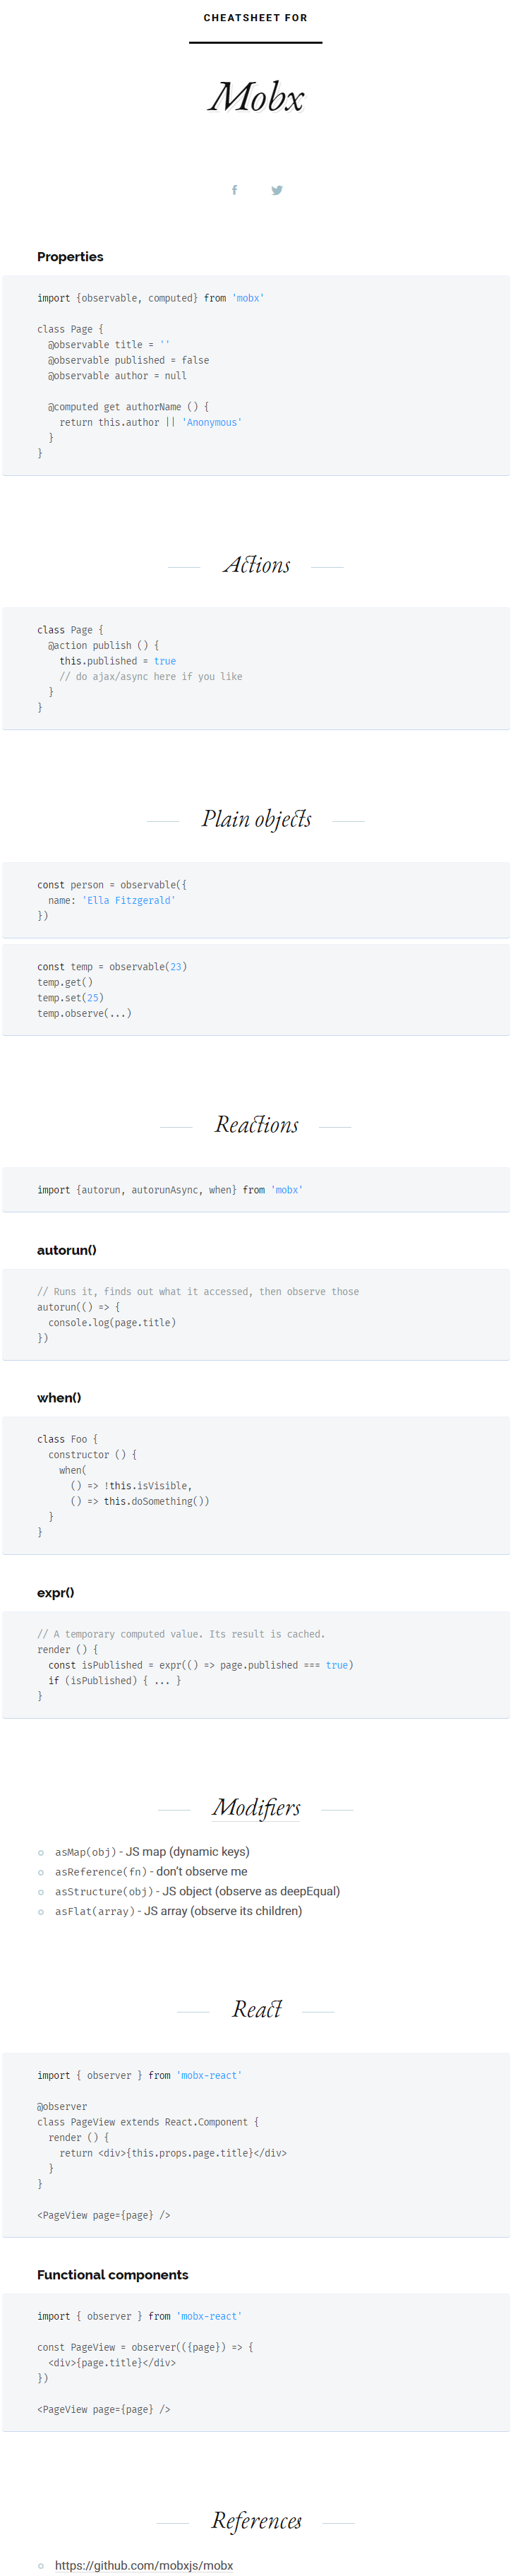 CHEATSHEET FOR
Mobx
Properties
import {observable, computed} from 'mobx'
class Page {
  @observable title = ''
  @observable published = false
  @observable author = null
  @computed get authorName () {
    return this.author || 'Anonymous'
  }
}
Actions
class Page {
  @action publish () {
    this.published = true
    // do ajax/async here if you like
  }
}
Plain objects
const person = observable({
  name: 'Ella Fitzgerald'
})
const temp = observable(23)
temp.get()
temp.set(25)
temp.observe(...)
Reactions
import {autorun, autorunAsync, when} from 'mobx'
autorun()
// Runs it, finds out what it accessed, then observe those
autorun(() => {
  console.log(page.title)
})
when()
class Foo {
  constructor () {
    when(
      () => !this.isVisible,
      () => this.doSomething())
  }
}
expr()
// A temporary computed value. Its result is cached.
render () {
  const isPublished = expr(() => page.published === true)
  if (isPublished) { ... }
}
Modifiers
asMap(obj) - JS map (dynamic keys)
asReference(fn) - don’t observe me
asStructure(obj) - JS object (observe as deepEqual)
asFlat(array) - JS array (observe its children)
React
import { observer } from 'mobx-react'
@observer
class PageView extends React.Component {
  render () {
    return <div>{this.props.page.title}</div>
  }
}
<PageView page={page} />
Functional components
import { observer } from 'mobx-react'
const PageView = observer(({page}) => {
  <div>{page.title}</div>
})
<PageView page={page} />
References
https://github.com/mobxjs/mobx